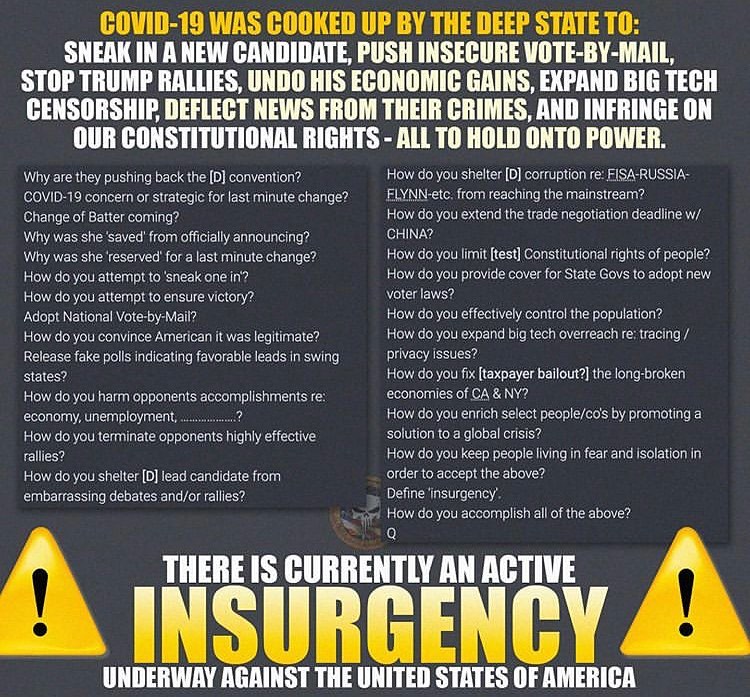 COVID-19 WAS COOKED UP BY THE DEEP STATE TO:
SNEAK IN A NEW CANDIDATE, PUSH INSECURE VOTE-BY-MAIL,
STOP TRUMP RALLIES, UNDO HIS ECONOMIC GAINS, EXPAND BIG TECH
CENSORSHIP, DEFLECT NEWS FROM THEIR CRIMES, AND INFRINGE ON
OUR CONSTITUTIONAL RIGHTS - ALL TO HOLD ONTO POWER.
Why are they pushing back the [D] convention?
COVID-19 concern or strategic for last minute change?
Change of Batter coming?
Why was she 'saved' from officially announcing?
Why was she 'reserved' for a last minute change?
How do you attempt to 'sneak one in'?
How do you attempt to ensure victory?
Adopt National Vote-by-Mail?
How do you convince American it was legitimate?
Release fake polls indicating favorable leads in swing
states?
How do you harm opponents accomplishments re:
economy, unemployment, ...................?
How do you terminate opponents highly effective
rallies?
How do you shelter [D] lead candidate from
embarrassing debates and/or rallies?
How do you shelter [D] corruption re: FISA-RUSSIA-
FLYNN-etc. from reaching the mainstream?
How do you extend the trade negotiation deadline w/
CHINA?
How do you limit [test] Constitutional rights of people?
How do you provide cover for State Govs to adopt new
voter laws?
How do you effectively control the population?
How do you expand big tech overreach re: tracing /
privacy issues?
How do you fix [taxpayer bailout?] the long-broken
economies of CA & NY?
How do you enrich select people/co's by promoting a
solution to a global crisis?
How do you keep people living in fear and isolation in
order to accept the above?
Define 'insurgency'.
How do you accomplish all of the above?
Q
THERE IS CURRENTLY AN ACTIVE
INSURGENCY
UNDERWAY AGAINST THE UNITED STATES OF AMERICA